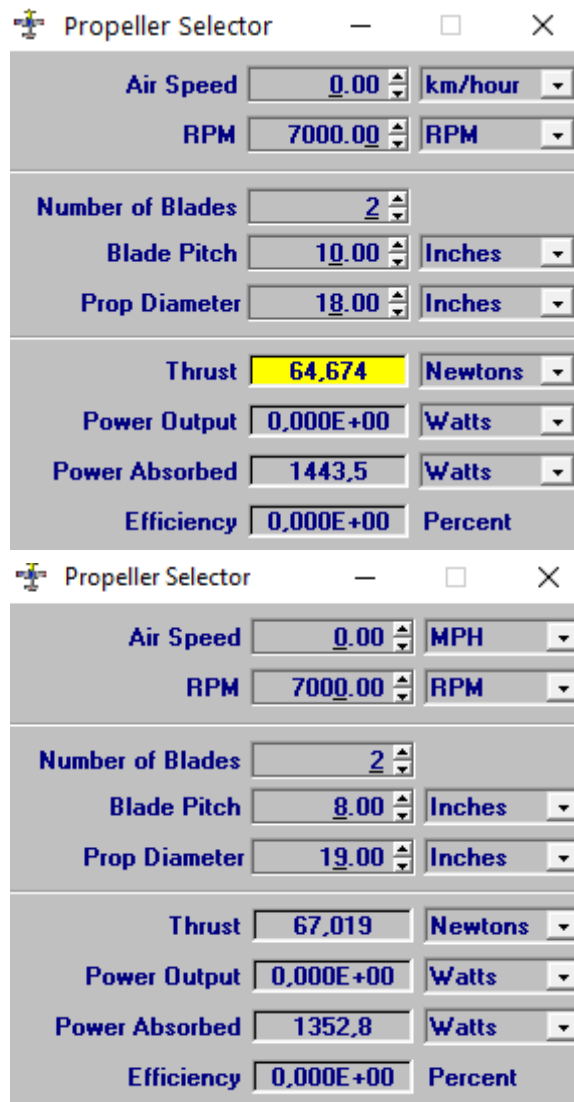 Propeller Selector
Air Speed 0.00 km/hour
RPM 7000.00 RPM
Number of Blades 2
Blade Pitch 10.00 Inches
Prop Diameter 18.00 Inches
Thrust 64,674 Newtons
Power Output 0,000E+00 Watts
Power Absorbed 1443,5 Watts
Efficiency 0,000E+00 Percent
Propeller Selector
Air Speed 0.00 MPH
RPM 7000.00 RPM
Number of Blades 2
Blade Pitch 8.00 Inches
Prop Diameter 19.00 Inches
Thrust 67,019 Newtons
Power Output 0,000E+00 Watts
Power Absorbed 1352,8 Watts
Efficiency 0,000E+00 Percent